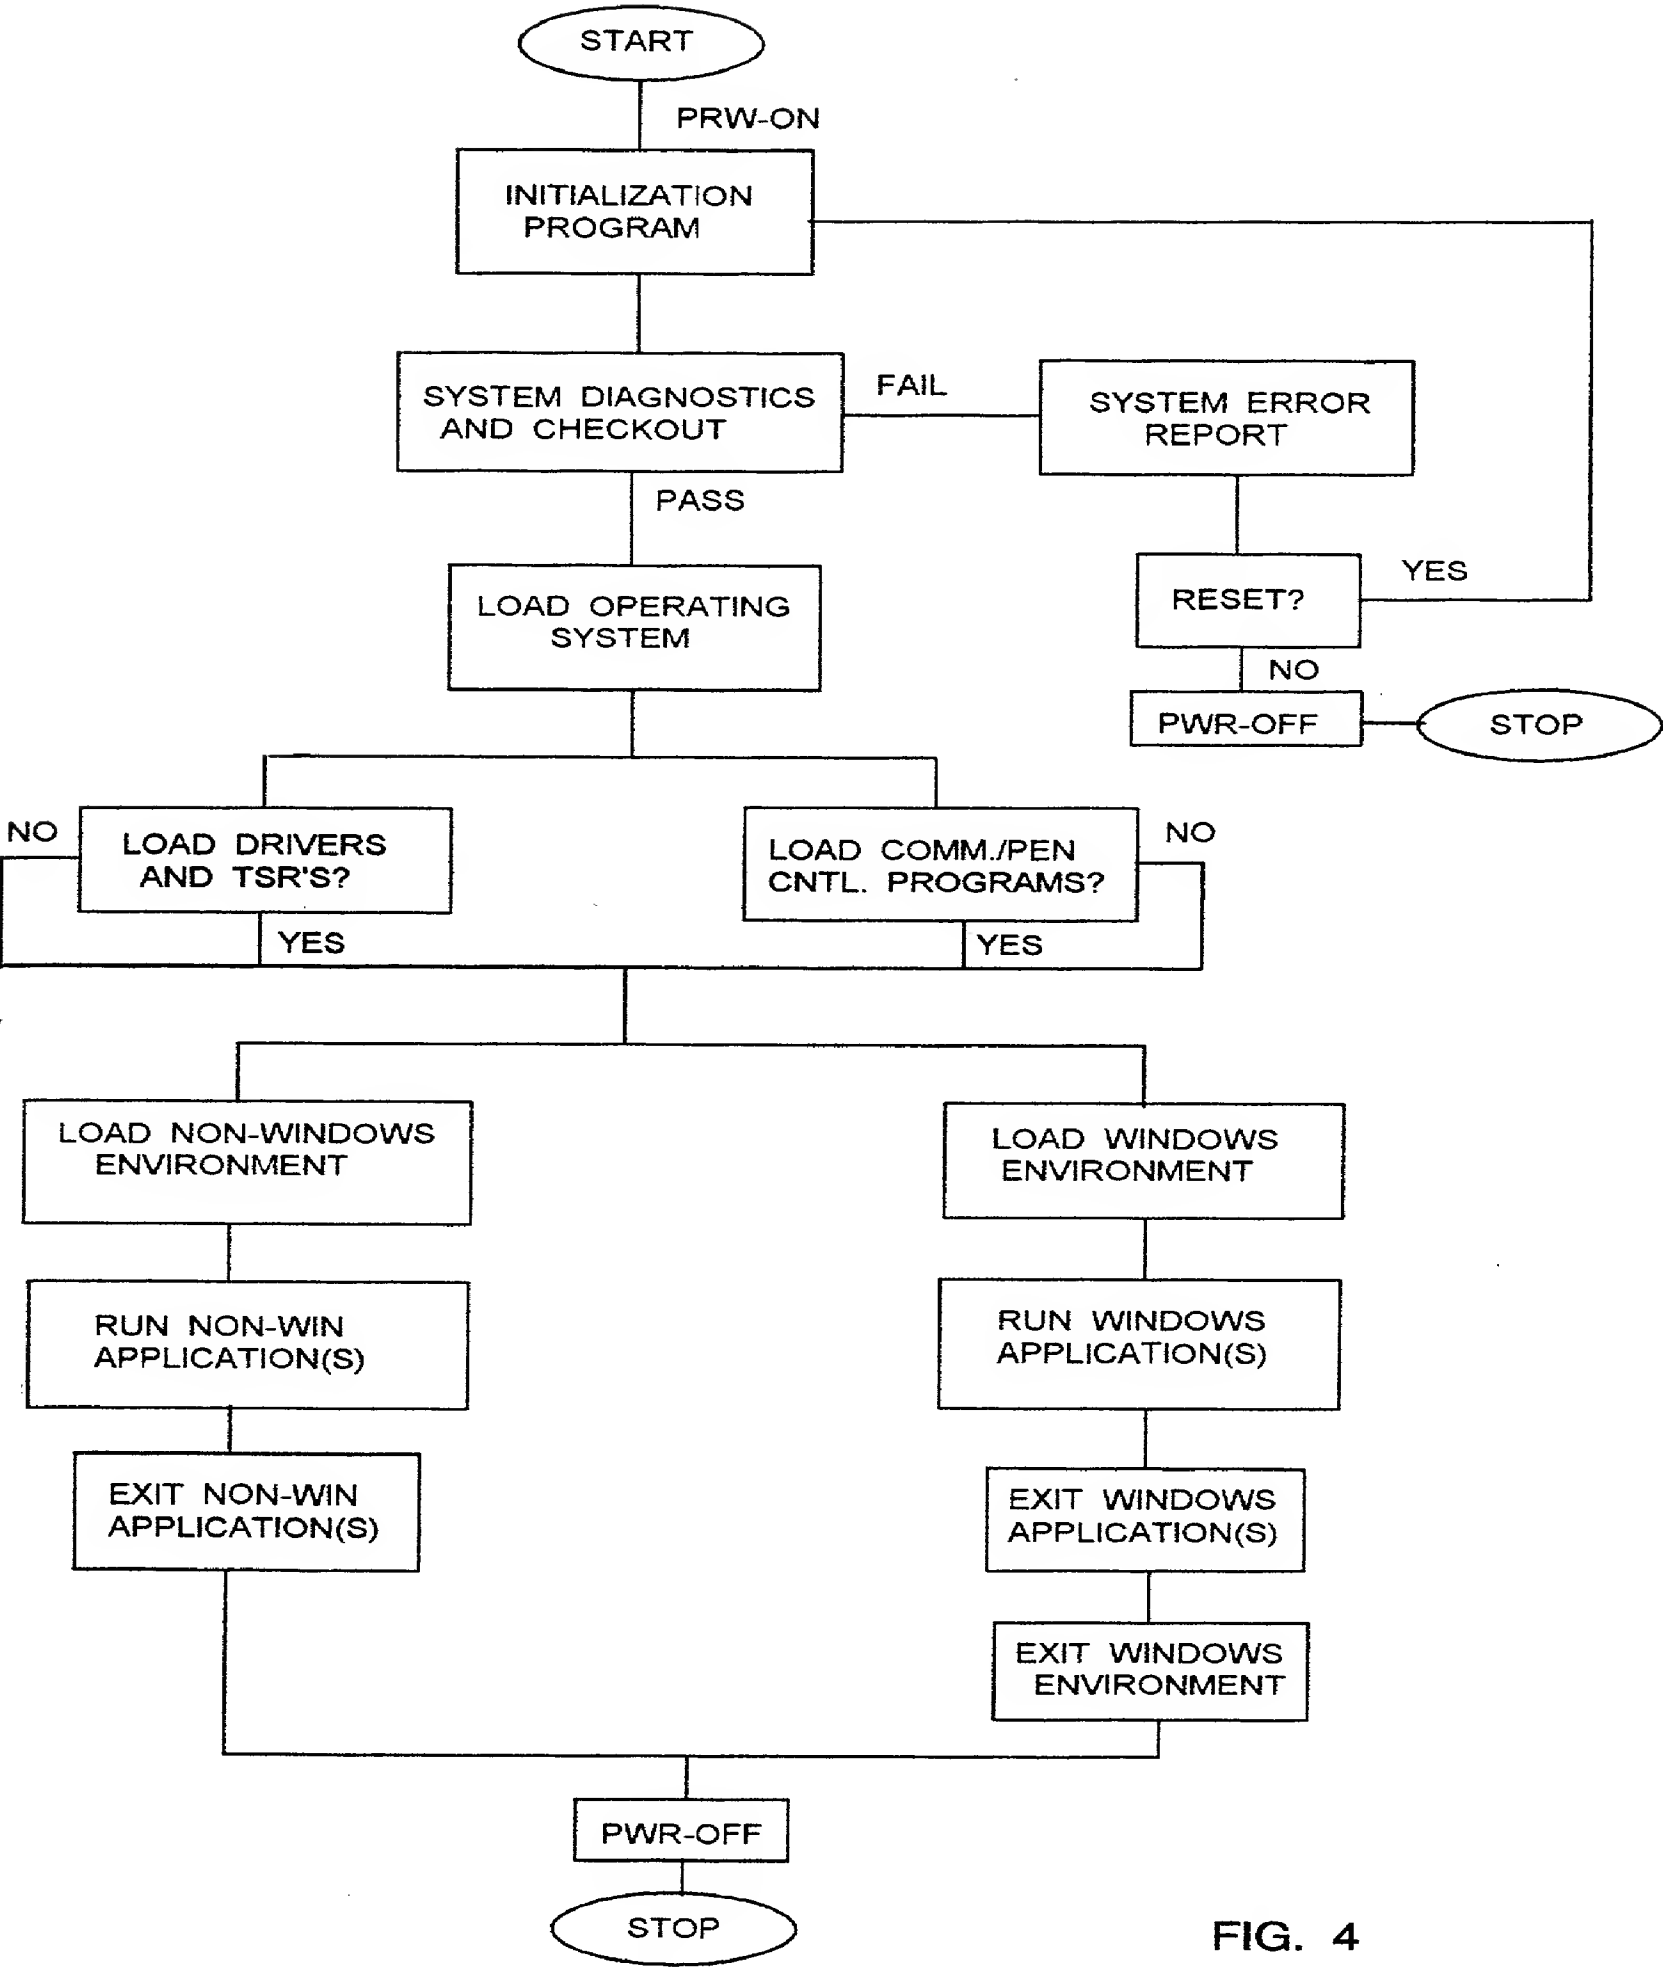 START
PRW-ON
INITIALIZATION
PROGRAM
SYSTEM DIAGNOSTICS
AND CHECKOUT
FAIL
SYSTEM ERROR
REPORT
PASS
LOAD OPERATING
SYSTEM
RESET?
YES
NO
PWR-OFF
STOP
NO
LOAD DRIVERS
AND TSR'S?
YES
LOAD COMM./PEN
CNTL. PROGRAMS?
NO
YES
LOAD NON-WINDOWS
ENVIRONMENT
LOAD WINDOWS
ENVIRONMENT
RUN NON-WIN
APPLICATION(S)
RUN WINDOWS
APPLICATION(S)
EXIT NON-WIN
APPLICATION(S)
EXIT WINDOWS
APPLICATION(S)
EXIT WINDOWS
ENVIRONMENT
PWR-OFF
STOP
FIG. 4